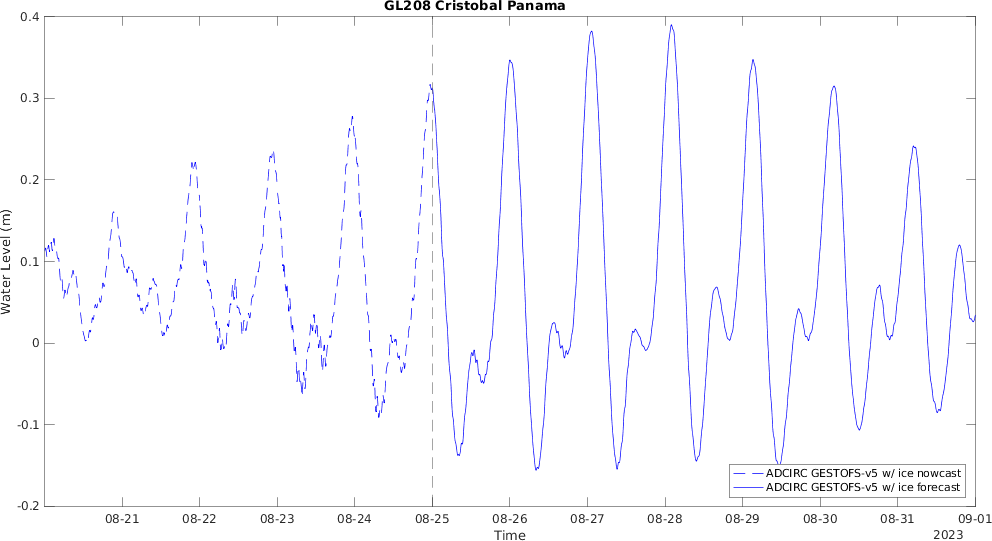 GL208 Cristobal Panama
0.4
0.3
0.2
0.1
0
-0.1
-0.2
Water Level (m)
ADCIRC GESTOFS-v5 w/ ice nowcast
ADCIRC GESTOFS-v5 w/ ice forecast
08-21 08-22 08-23 08-24 08-25 08-26 08-27 08-28 08-29 08-30 08-31 09-01
Time
2023